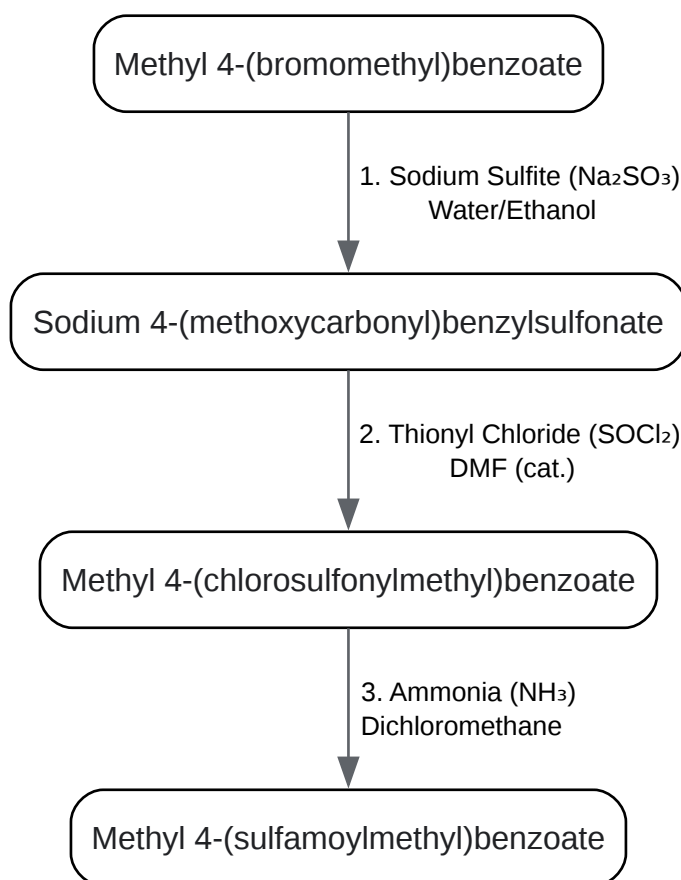 Methyl 4-(bromomethyl)benzoate
1. Sodium Sulfite (Na₂SO₃)
Water/Ethanol
Sodium 4-(methoxycarbonyl)benzylsulfonate
2. Thionyl Chloride (SOCl₂)
DMF (cat.)
Methyl 4-(chlorosulfonylmethyl)benzoate
3. Ammonia (NH₃)
Dichloromethane
Methyl 4-(sulfamoylmethyl)benzoate